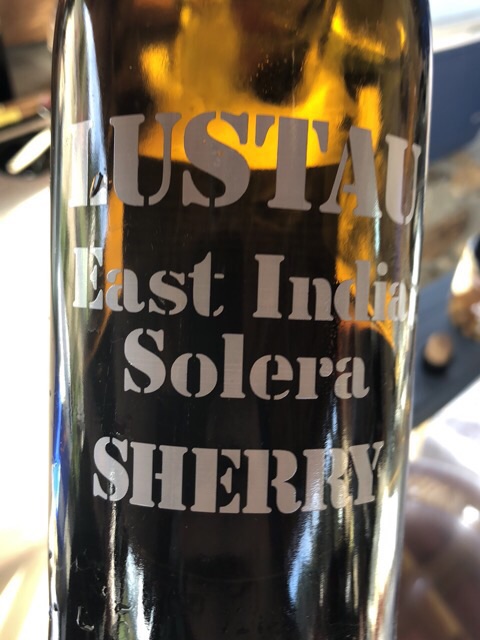 LUSTAU
East India
Solera
SHERRY